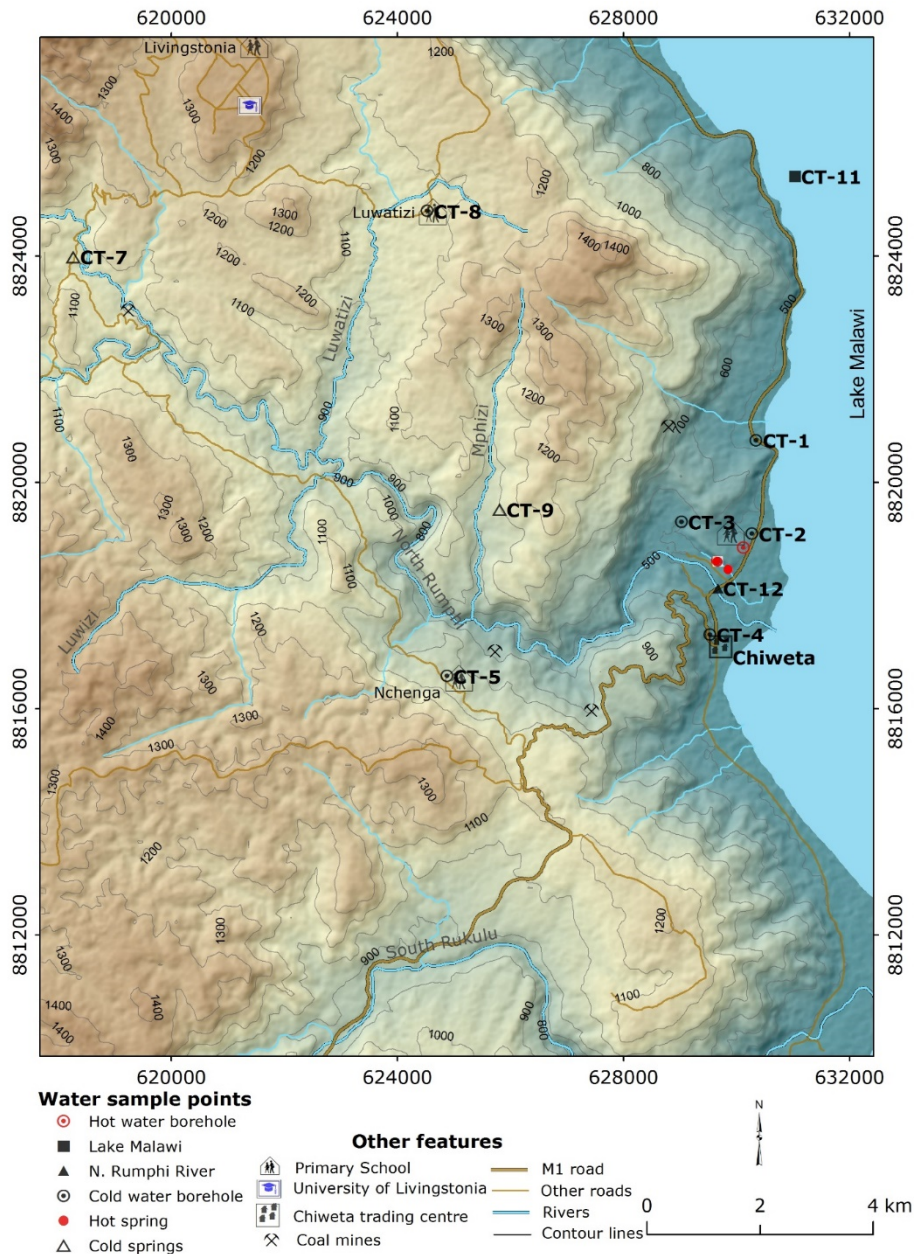 620000 624000 628000 632000
Livingstonia
1200
1300
1300
1400
1300
1300
1200
800
1000
1200
CT-11
Luwatizi
CT-8
1200
1300
1200
1100
1400 1400
8824000
8824000
CT-7
1200
1200
1100
1100
500
Lake Malawi
1300
1300
Luwatizi
600
1100
900
1100
1200
Mphizi
700
CT-1
1300
1200
8820000
8820000
900
900
1300
1300
1200
1000
800
CT-9
1200
CT-3
CT-2
1100
North Rumphi
500
1100
CT-12
Luwizi
1200
CT-4
900
Chiweta
1300
CT-5
Nchenga
8816000
8816000
1400
1300
1300
1300
1300
1100
1200
1200
8812000
8812000
South Rukulu
900
1300
1300
1100
1400
1400
1400
1000
900
800
620000 624000 628000 632000
Water sample points
Hot water borehole
Lake Malawi
N. Rumphi River
Cold water borehole
Hot spring
Cold springs
Other features
Primary School
University of Livingstonia
Chiweta trading centre
Coal mines
M1 road
Other roads
Rivers
Contour lines
N
0 2 4 km